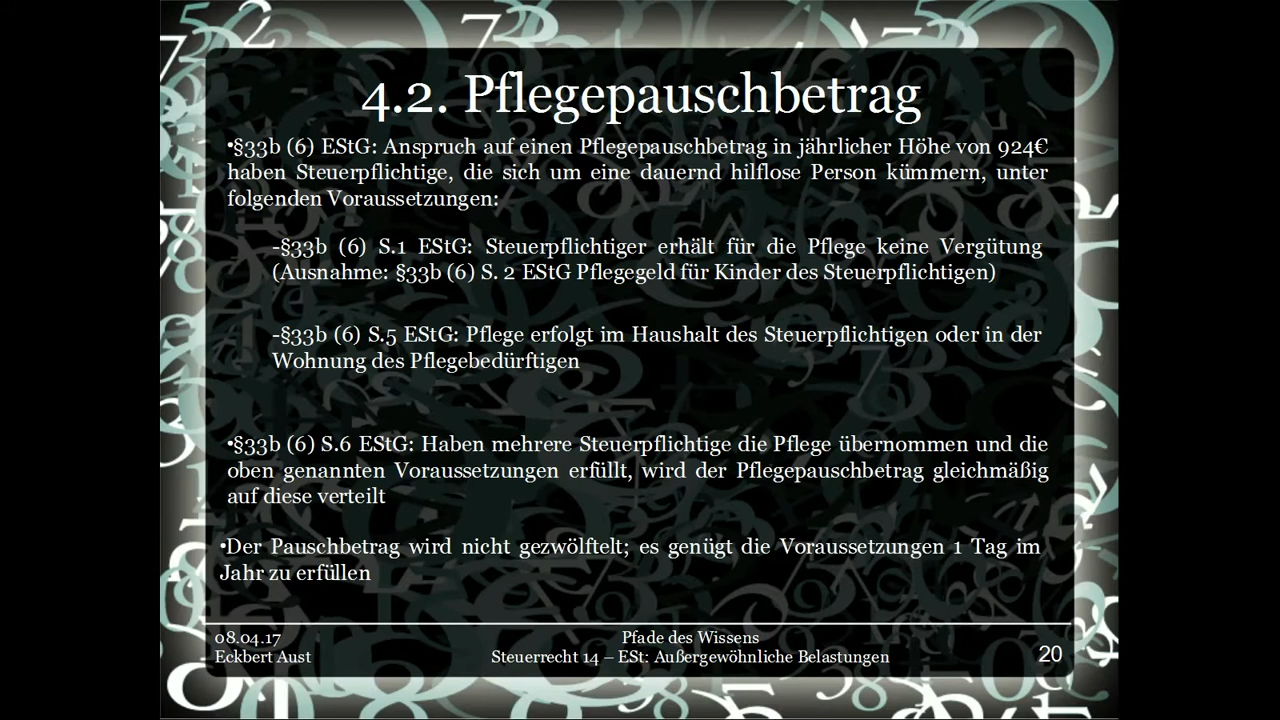 4.2. Pflegepauschbetrag
•§33b (6) EStG: Anspruch auf einen Pflegepauschbetrag in jährlicher Höhe von 924€
haben Steuerpflichtige, die sich um eine dauernd hilflose Person kümmern, unter
folgenden Voraussetzungen:
-§33b (6) S.1 EStG: Steuerpflichtiger erhält für die Pflege keine Vergütung
(Ausnahme: §33b (6) S. 2 EStG Pflegegeld für Kinder des Steuerpflichtigen)
-§33b (6) S.5 EStG: Pflege erfolgt im Haushalt des Steuerpflichtigen oder in der
Wohnung des Pflegebedürftigen
•§33b (6) S.6 EStG: Haben mehrere Steuerpflichtige die Pflege übernommen und die
oben genannten Voraussetzungen erfüllt, wird der Pflegepauschbetrag gleichmäßig
auf diese verteilt
•Der Pauschbetrag wird nicht gezwölftelt; es genügt die Voraussetzungen 1 Tag im
Jahr zu erfüllen
08.04.17
Eckbert Aust
Pfade des Wissens
Steuerrecht 14 – ESt: Außergewöhnliche Belastungen
20